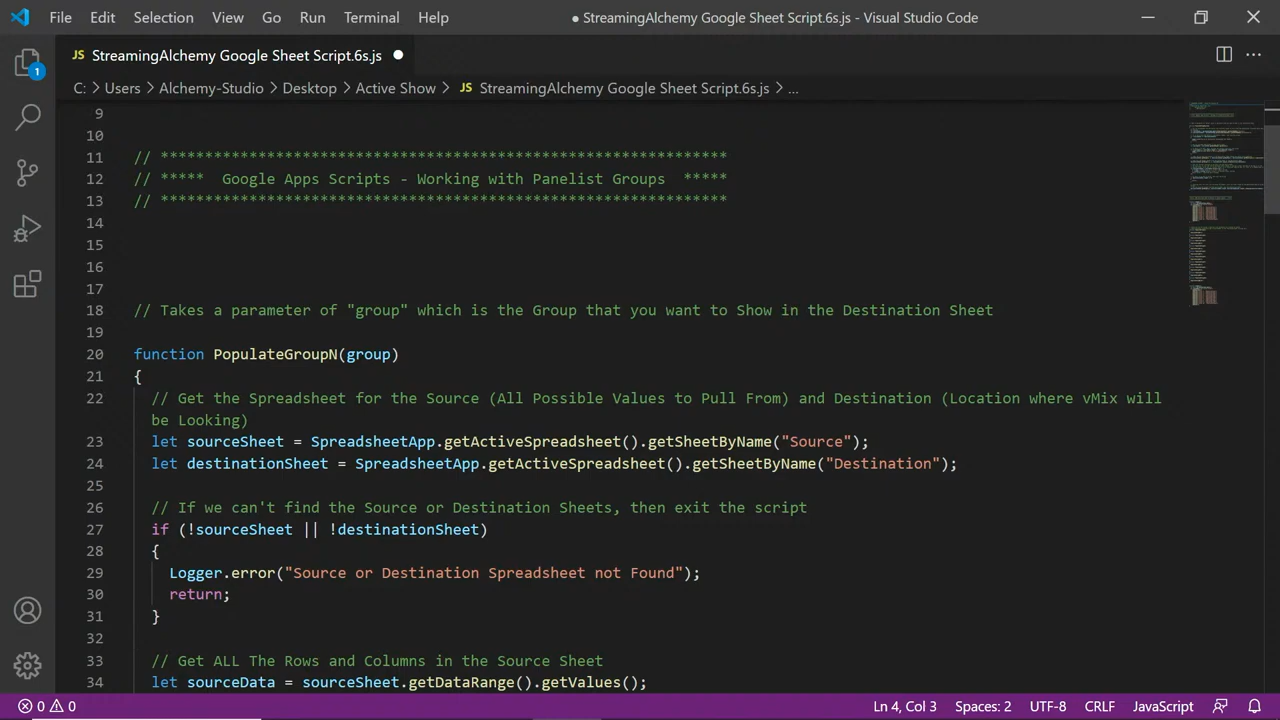 File Edit Selection View Go Run Terminal Help ● StreamingAlchemy Google Sheet Script.6s.js - Visual Studio Code
JS StreamingAlchemy Google Sheet Script.6s.js ●
1
C: > Users > Alchemy-Studio > Desktop > Active Show > JS StreamingAlchemy Google Sheet Script.6s.js > ...
9
10
11 // ****************************************************************
12 // ***** Google Apps Scripts - Working with Panelist Groups *****
13 // ****************************************************************
14
15
16
17
18 // Takes a parameter of "group" which is the Group that you want to Show in the Destination Sheet
19
20 function PopulateGroupN(group)
21 {
22 // Get the Spreadsheet for the Source (All Possible Values to Pull From) and Destination (Location where vMix will
be Looking)
23 let sourceSheet = SpreadsheetApp.getActiveSpreadsheet().getSheetByName("Source");
24 let destinationSheet = SpreadsheetApp.getActiveSpreadsheet().getSheetByName("Destination");
25
26 // If we can't find the Source or Destination Sheets, then exit the script
27 if (!sourceSheet || !destinationSheet)
28 {
29 Logger.error("Source or Destination Spreadsheet not Found");
30 return;
31 }
32
33 // Get ALL The Rows and Columns in the Source Sheet
34 let sourceData = sourceSheet.getDataRange().getValues();
0 0 Ln 4, Col 3 Spaces: 2 UTF-8 CRLF JavaScript